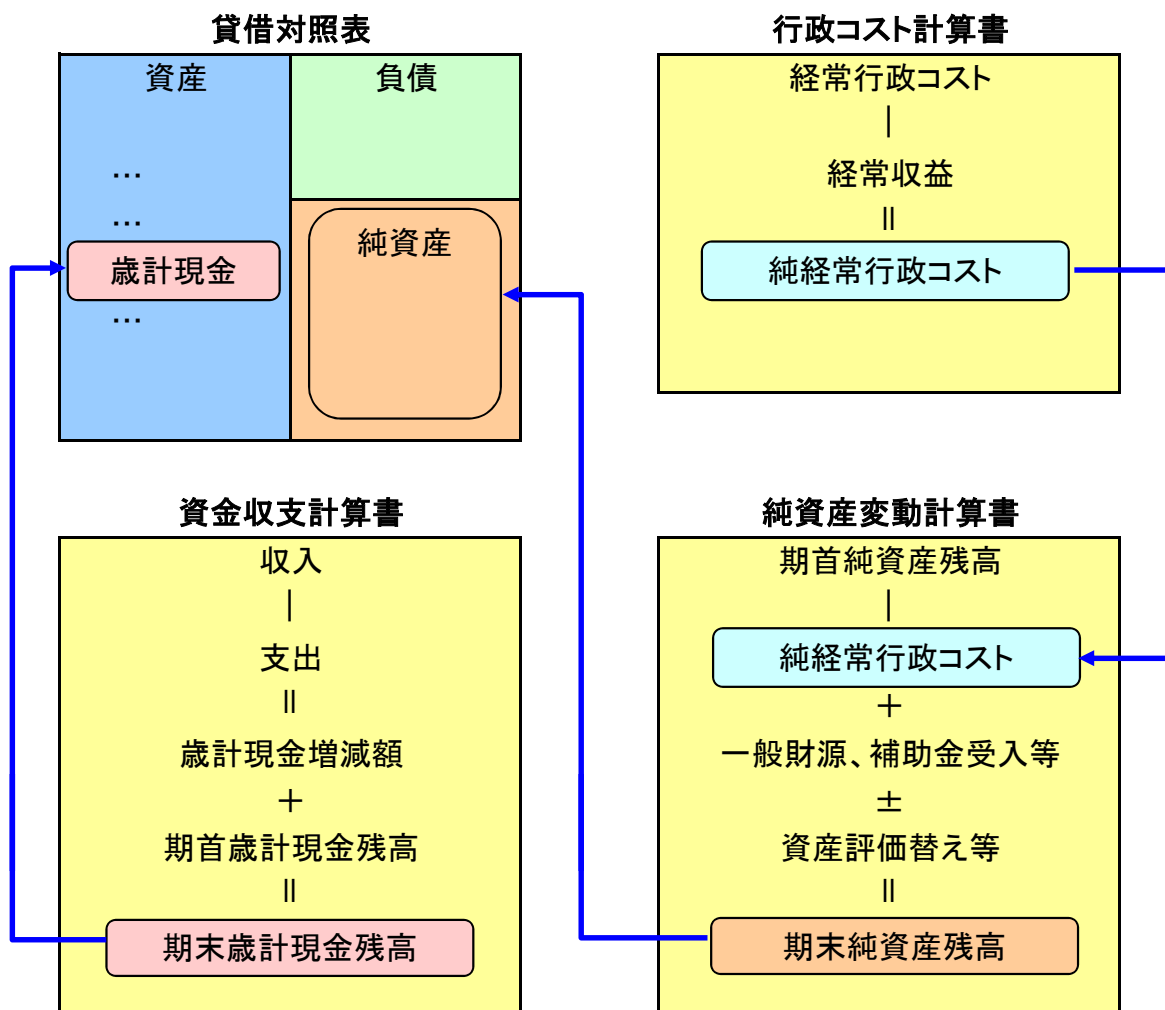 貸借対照表
資産
負債
…
…
歳計現金
…
純資産
行政コスト計算書
経常行政コスト
｜
経常収益
॥
純経常行政コスト
資金収支計算書
収入
｜
支出
॥
歳計現金増減額
＋
期首歳計現金残高
॥
期末歳計現金残高
純資産変動計算書
期首純資産残高
｜
純経常行政コスト
＋
一般財源、補助金受入等
±
資産評価替え等
॥
期末純資産残高